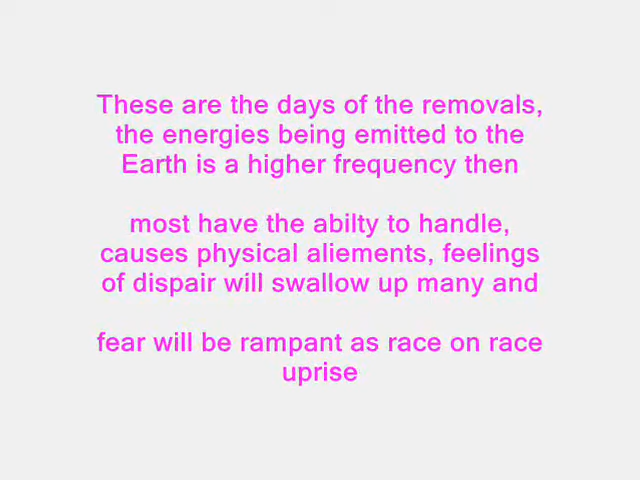 These are the days of the removals,
the energies being emitted to the
Earth is a higher frequency then
most have the abilty to handle,
causes physical aliements, feelings
of dispair will swallow up many and
fear will be rampant as race on race
uprise